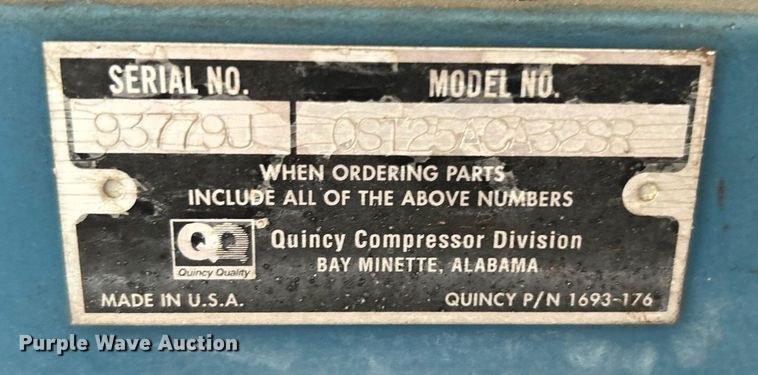 SERIAL NO. MODEL NO.
93779J QST25ACA32SB
WHEN ORDERING PARTS
INCLUDE ALL OF THE ABOVE NUMBERS
QQ
Quincy Quality
Quincy Compressor Division
BAY MINETTE, ALABAMA
MADE IN U.S.A. QUINCY P/N 1693-176
Purple Wave Auction